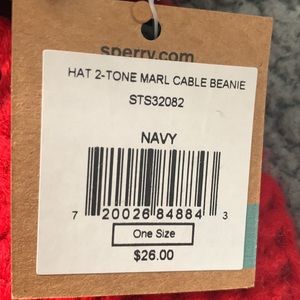 sperry.com
HAT 2-TONE MARL CABLE BEANIE
STS32082
NAVY
7 20026 84884 3
One Size
$26.00